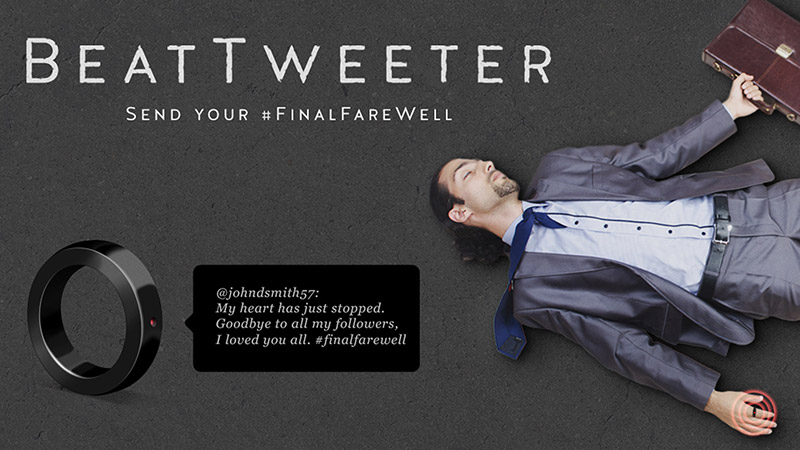 BEATTWEETER
SEND YOUR #FINALFAREWELL
@johndsmith57:
My heart has just stopped.
Goodbye to all my followers,
I loved you all. #finalfarewell